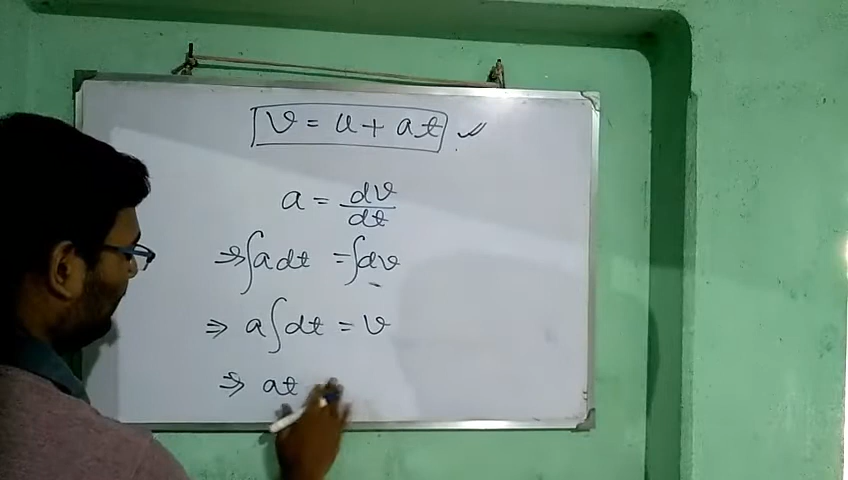 v = u + at
a = dv/dt
⇒ ∫a dt = ∫dv
⇒ a∫dt = v
⇒ at